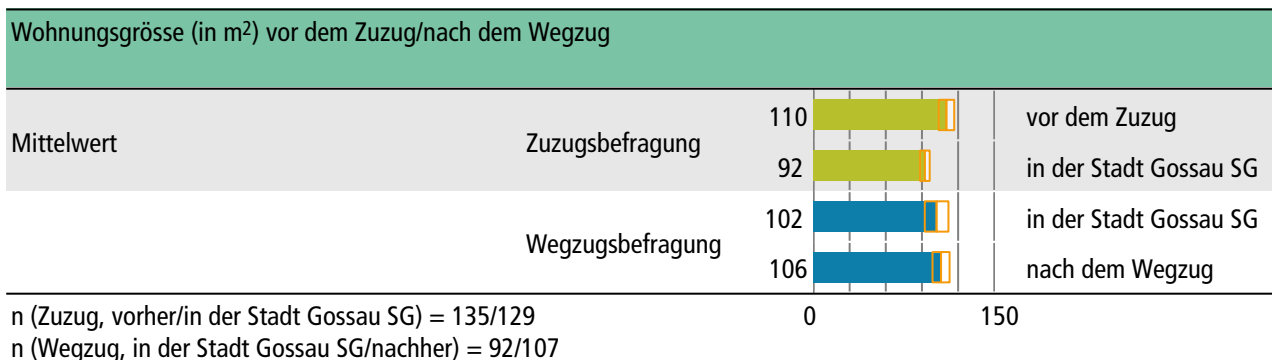 Wohnungsgrösse (in m²) vor dem Zuzug/nach dem Wegzug
Mittelwert
Zuzugsbefragung
110 vor dem Zuzug
92 in der Stadt Gossau SG
Wegzugsbefragung
102 in der Stadt Gossau SG
106 nach dem Wegzug
0 150
n (Zuzug, vorher/in der Stadt Gossau SG) = 135/129
n (Wegzug, in der Stadt Gossau SG/nachher) = 92/107